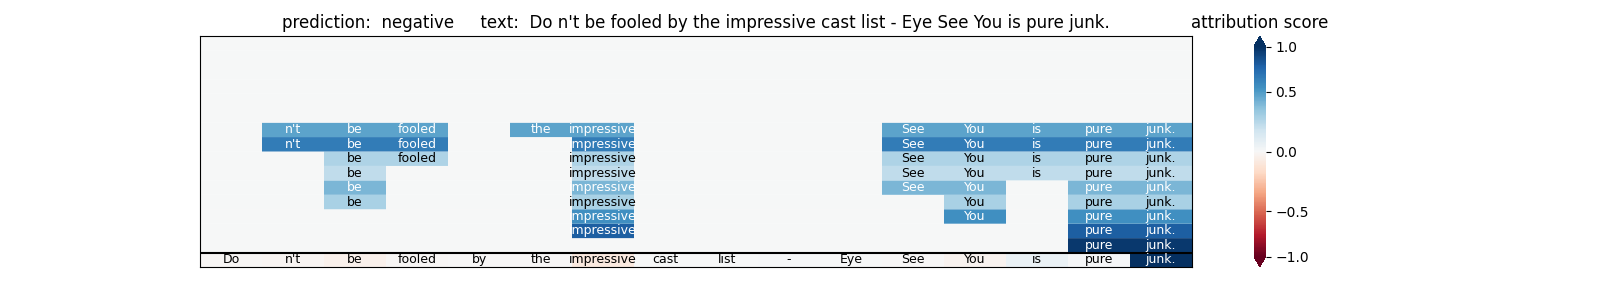 prediction:  negative     text:  Do n't be fooled by the impressive cast list - Eye See You is pure junk.     attribution score
1.0
n't be fooled the impressive See You is pure junk. 0.5
n't be fooled impressive See You is pure junk.
be fooled impressive See You is pure junk. 0.0
be impressive See You is pure junk.
be impressive See You pure junk.
be impressive You pure junk.
impressive You pure junk. −0.5
impressive pure junk.
pure junk.
Do n't be fooled by the impressive cast list - Eye See You is pure junk. −1.0